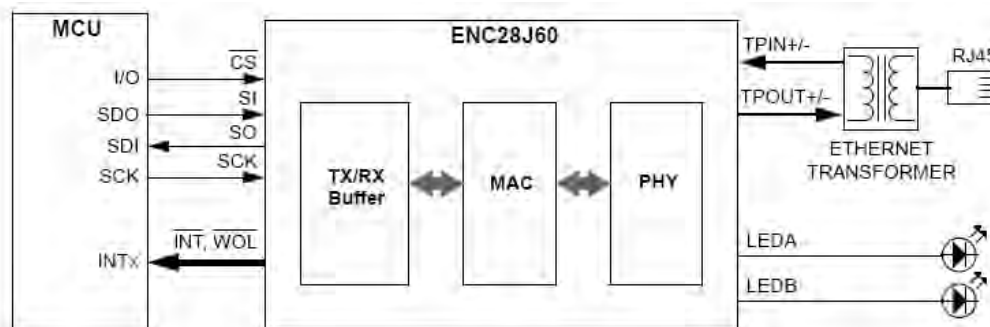 MCU
I/O
SDO
SDI
SCK
INTx
CS
SI
SO
SCK
INT, WOL
ENC28J60
TX/RX
Buffer
MAC
PHY
TPIN+/-
TPOUT+/-
RJ45
ETHERNET
TRANSFORMER
LEDA
LEDB